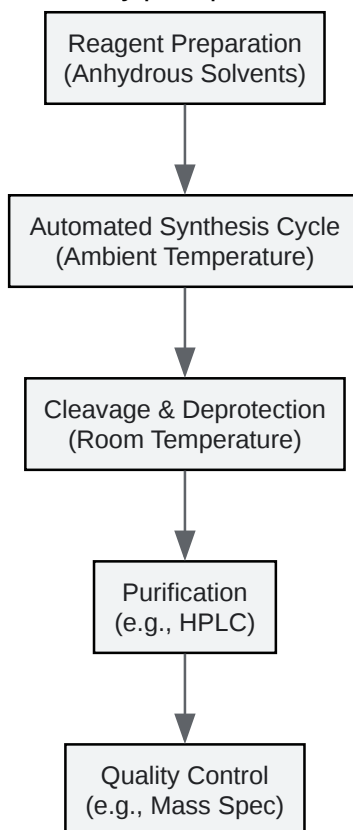 Reagent Preparation
(Anhydrous Solvents)
Automated Synthesis Cycle
(Ambient Temperature)
Cleavage & Deprotection
(Room Temperature)
Purification
(e.g., HPLC)
Quality Control
(e.g., Mass Spec)